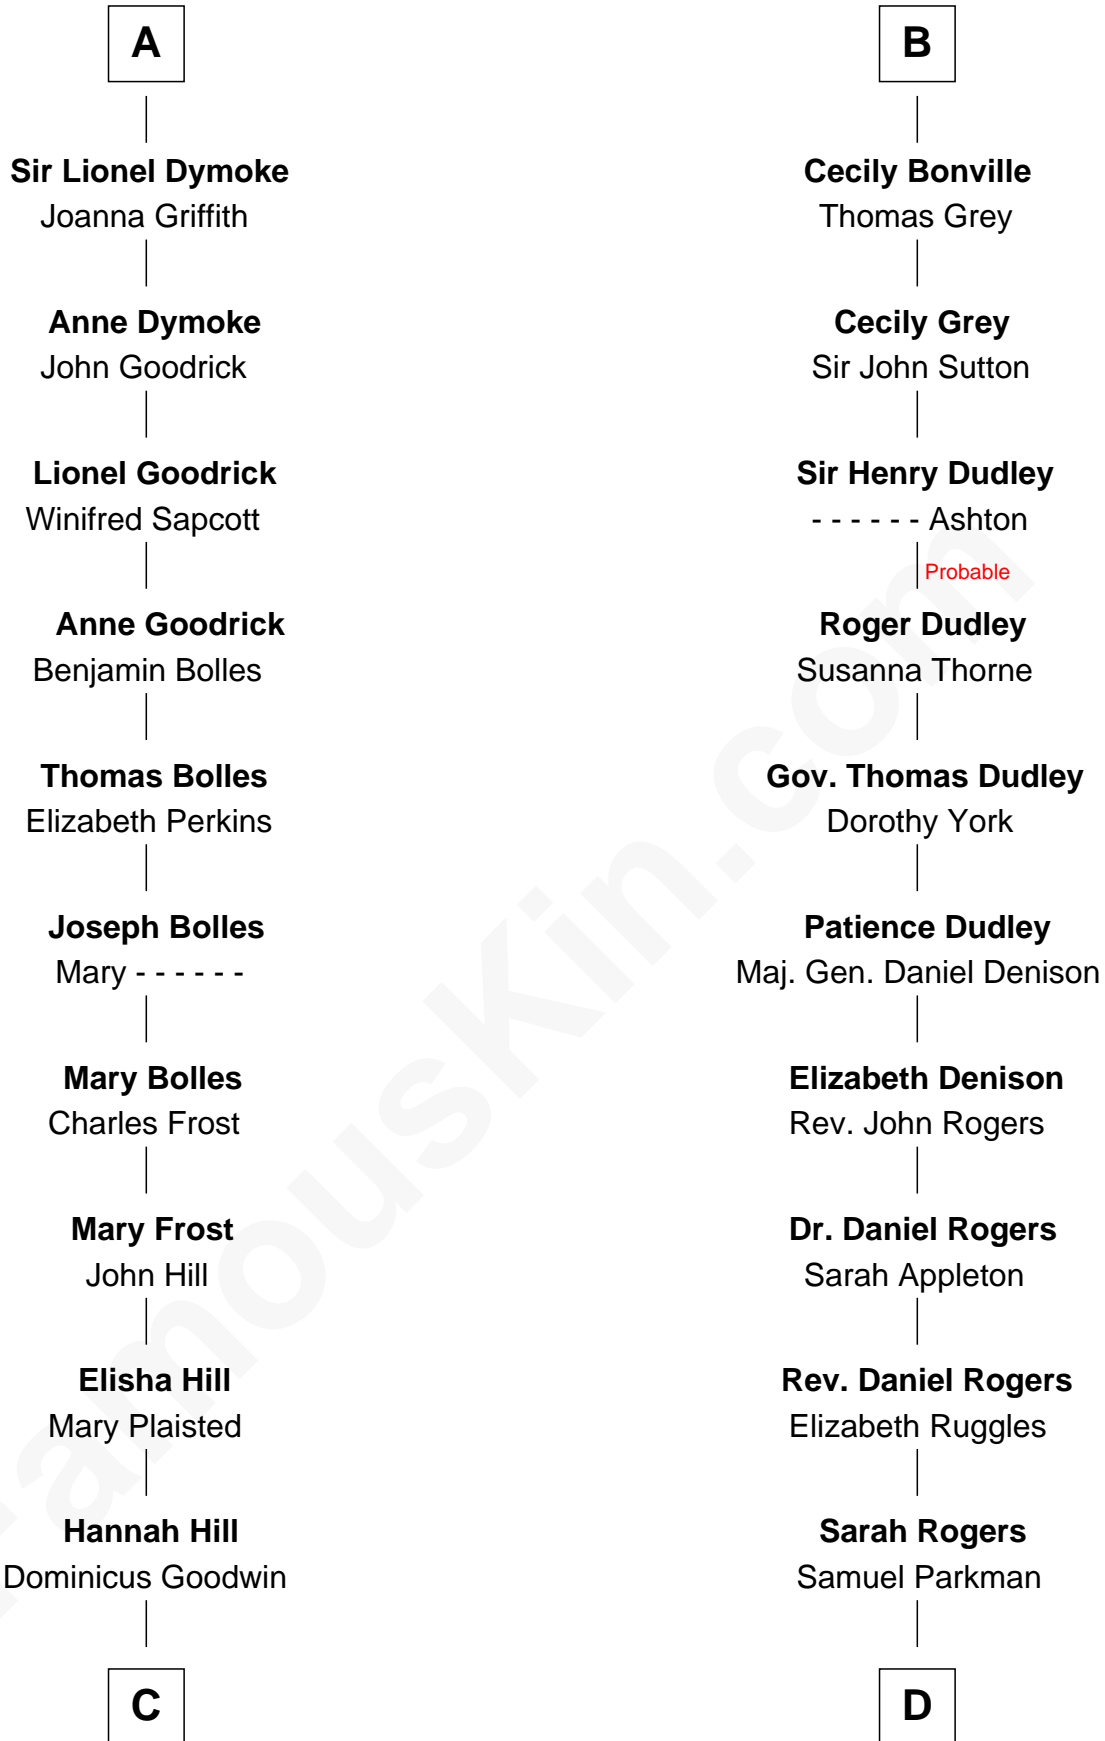 A
Sir Lionel Dymoke
Joanna Griffith
Anne Dymoke
John Goodrick
Lionel Goodrick
Winifred Sapcott
Anne Goodrick
Benjamin Bolles
Thomas Bolles
Elizabeth Perkins
Joseph Bolles
Mary - - - - - -
Mary Bolles
Charles Frost
Mary Frost
John Hill
Elisha Hill
Mary Plaisted
Hannah Hill
Dominicus Goodwin
C
B
Cecily Bonville
Thomas Grey
Cecily Grey
Sir John Sutton
Sir Henry Dudley
- - - - - - Ashton
Probable
Roger Dudley
Susanna Thorne
Gov. Thomas Dudley
Dorothy York
Patience Dudley
Maj. Gen. Daniel Denison
Elizabeth Denison
Rev. John Rogers
Dr. Daniel Rogers
Sarah Appleton
Rev. Daniel Rogers
Elizabeth Ruggles
Sarah Rogers
Samuel Parkman
D
FamousKin.com